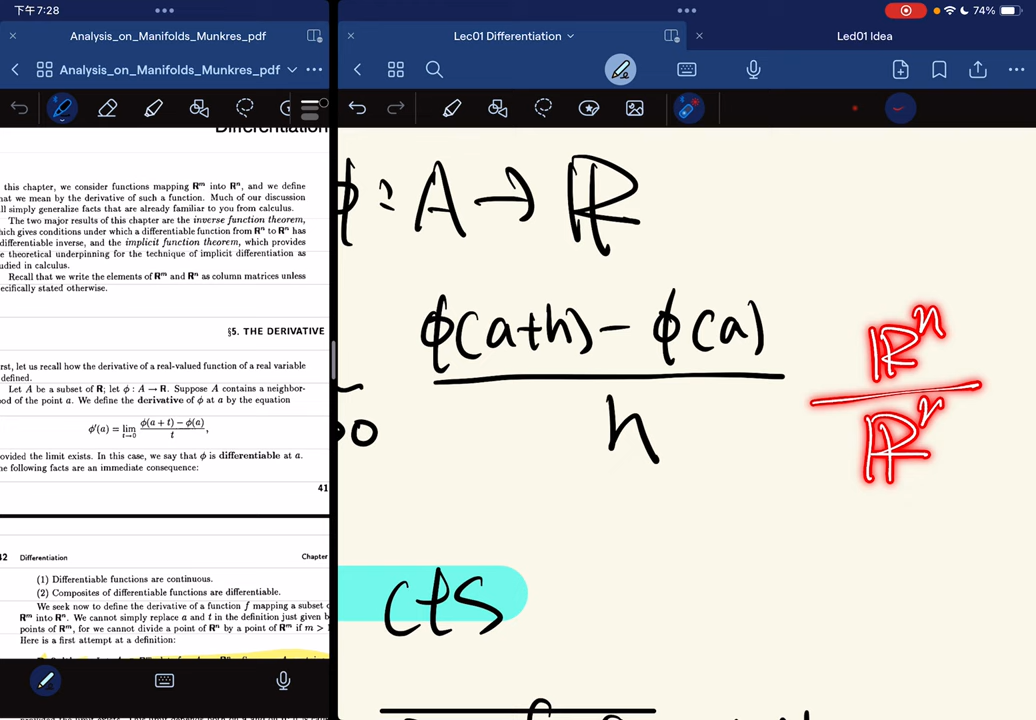 下午7:28
74%
Analysis_on_Manifolds_Munkres_pdf
Lec01 Differentiation
Led01 Idea
Analysis_on_Manifolds_Munkres_pdf
Differentiation
this chapter, we consider functions mapping Rᵐ into Rⁿ, and we define
hat we mean by the derivative of such a function. Much of our discussion
ll simply generalize facts that are already familiar to you from calculus.
The two major results of this chapter are the inverse function theorem,
hich gives conditions under which a differentiable function from Rⁿ to Rⁿ has
differentiable inverse, and the implicit function theorem, which provides
e theoretical underpinning for the technique of implicit differentiation as
udied in calculus.
Recall that we write the elements of Rᵐ and Rⁿ as column matrices unless
ecifically stated otherwise.
§5. THE DERIVATIVE
rst, let us recall how the derivative of a real-valued function of a real variable
defined.
Let A be a subset of R; let ϕ : A → R. Suppose A contains a neighbor-
ood of the point a. We define the derivative of ϕ at a by the equation
ϕ′(a) = lim t→0 (ϕ(a + t) − ϕ(a))/t,
ovided the limit exists. In this case, we say that ϕ is differentiable at a.
he following facts are an immediate consequence:
41
42 Differentiation Chapter
(1) Differentiable functions are continuous.
(2) Composites of differentiable functions are differentiable.
We seek now to define the derivative of a function f mapping a subset o
Rᵐ into Rⁿ. We cannot simply replace a and t in the definition just given b
points of Rᵐ, for we cannot divide a point of Rⁿ by a point of Rᵐ if m >
Here is a first attempt at a definition:
ϕ : A → ℝ
ϕ(a+h) − ϕ(a)
h
ℝⁿ
ℝⁿ
cts